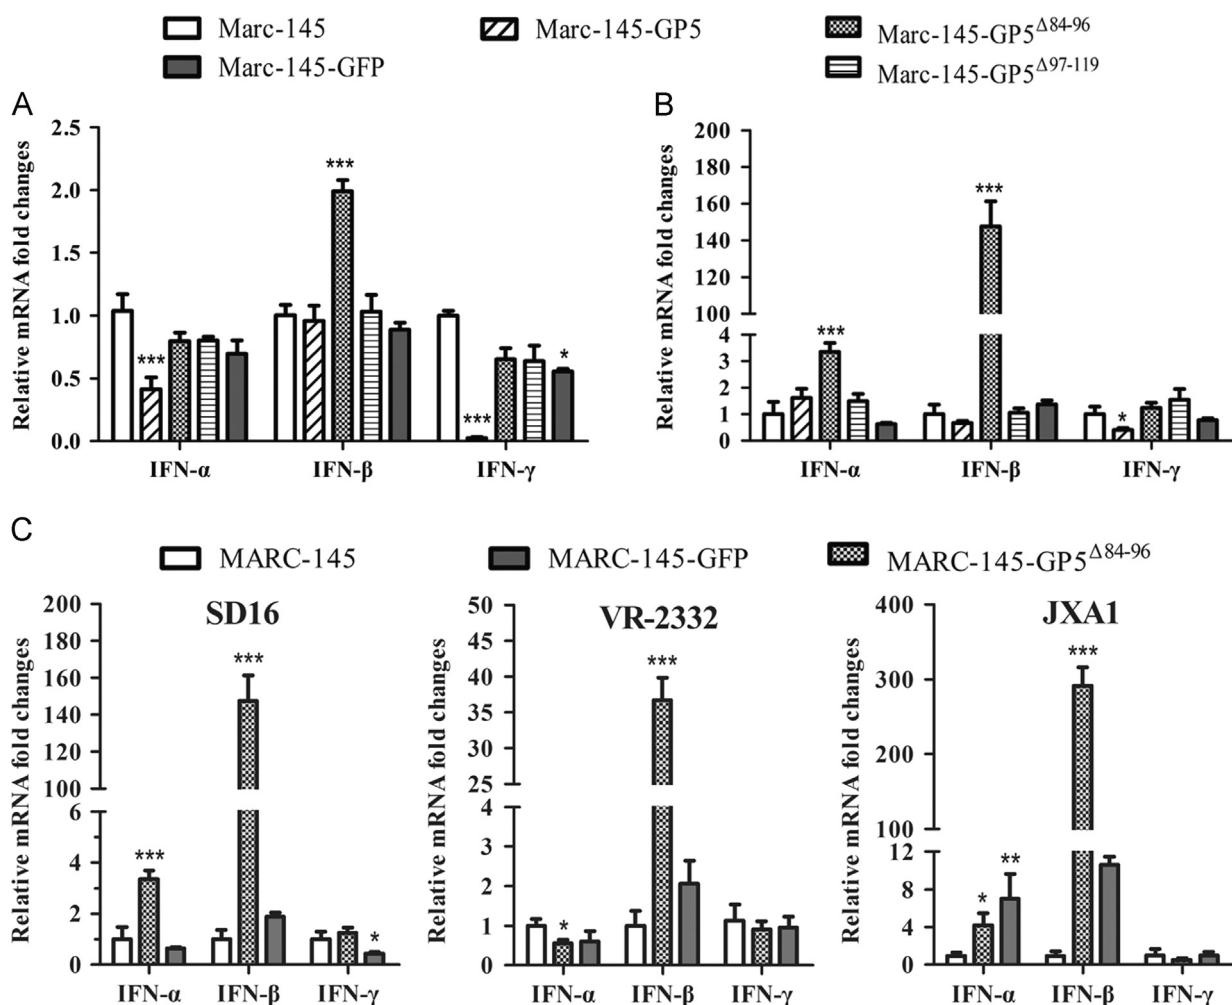 Marc-145 Marc-145-GP5 Marc-145-GP5Δ84-96
Marc-145-GFP Marc-145-GP5Δ97-119
A
Relative mRNA fold changes
2.5
2.0
1.5
1.0
0.5
0.0
*** *** *** *
IFN-α IFN-β IFN-γ
B
Relative mRNA fold changes
200
180
160
140
120
100
4
3
2
1
0
*** *** *
IFN-α IFN-β IFN-γ
C
MARC-145 MARC-145-GFP MARC-145-GP5Δ84-96
SD16
Relative mRNA fold changes
200
180
160
140
120
100
6
4
2
0
*** *** *
IFN-α IFN-β IFN-γ
VR-2332
Relative mRNA fold changes
50
45
40
35
30
25
4
3
2
1
0
* ***
IFN-α IFN-β IFN-γ
JXA1
Relative mRNA fold changes
400
300
200
100
12
8
4
0
* ** ***
IFN-α IFN-β IFN-γ